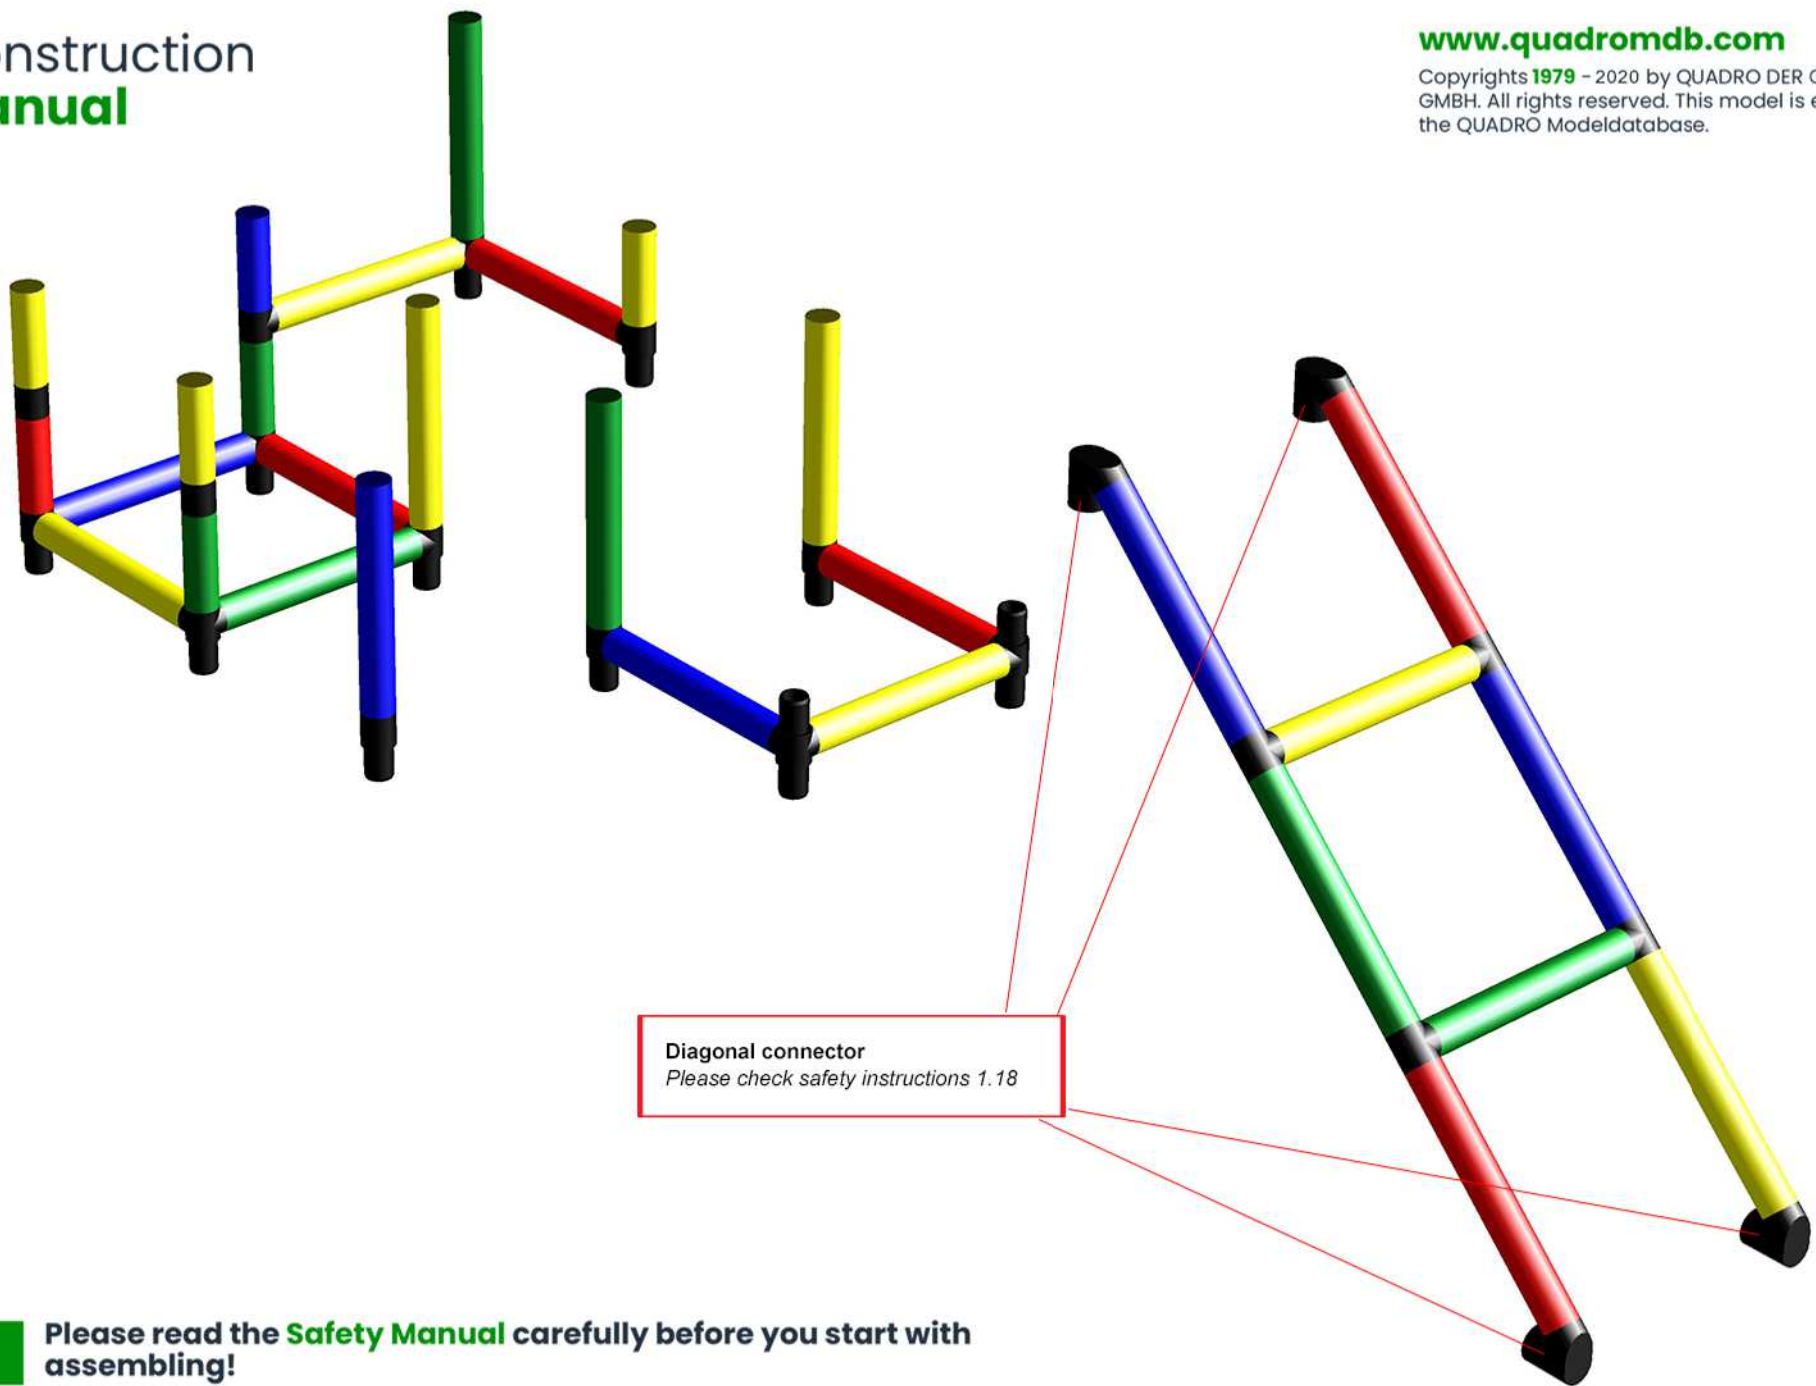 nstruction
nual
www.quadromdb.com
Copyrights 1979 - 2020 by QUADRO DER
GMBH. All rights reserved. This model is
the QUADRO Modeldatabase.
Diagonal connector
Please check safety instructions 1.18
Please read the Safety Manual carefully before you start with
assembling!